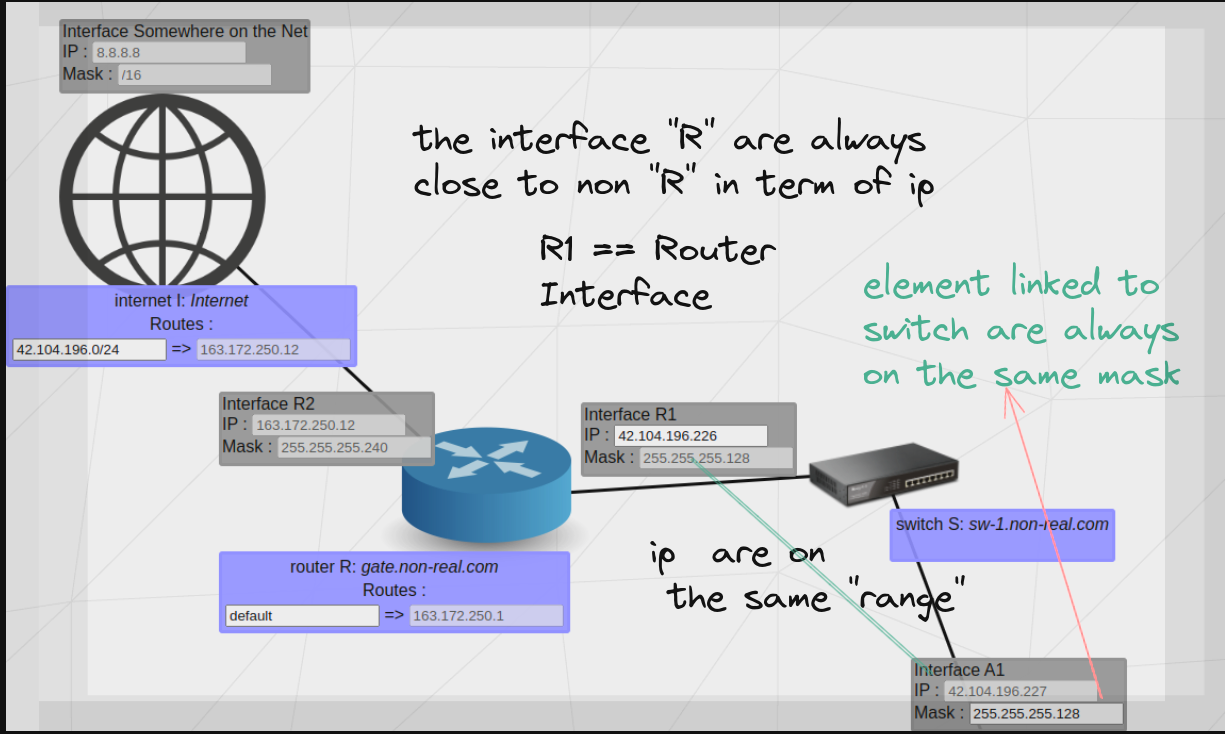 Interface Somewhere on the Net
IP : 8.8.8.8
Mask : /16
the interface "R" are always
close to non "R" in term of ip
R1 == Router
Interface
element linked to
switch are always
on the same mask
internet I: Internet
Routes :
42.104.196.0/24 => 163.172.250.12
Interface R2
IP : 163.172.250.12
Mask : 255.255.255.240
Interface R1
IP : 42.104.196.226
Mask : 255.255.255.128
switch S: sw-1.non-real.com
router R: gate.non-real.com
Routes :
default => 163.172.250.1
ip are on
the same "range"
Interface A1
IP : 42.104.196.227
Mask : 255.255.255.128